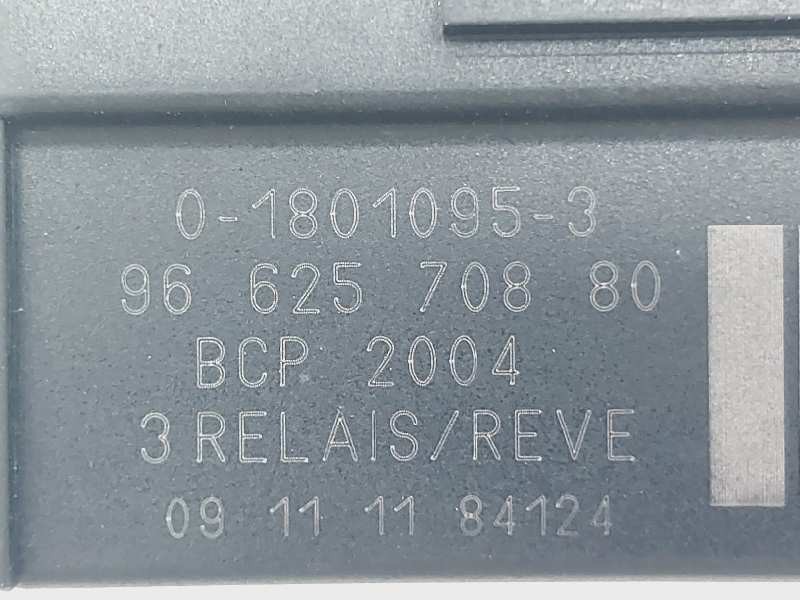 0-1801095-3
96 625 708 80
BCP 2004
3 RELAIS/REVE
09 11 11 84124